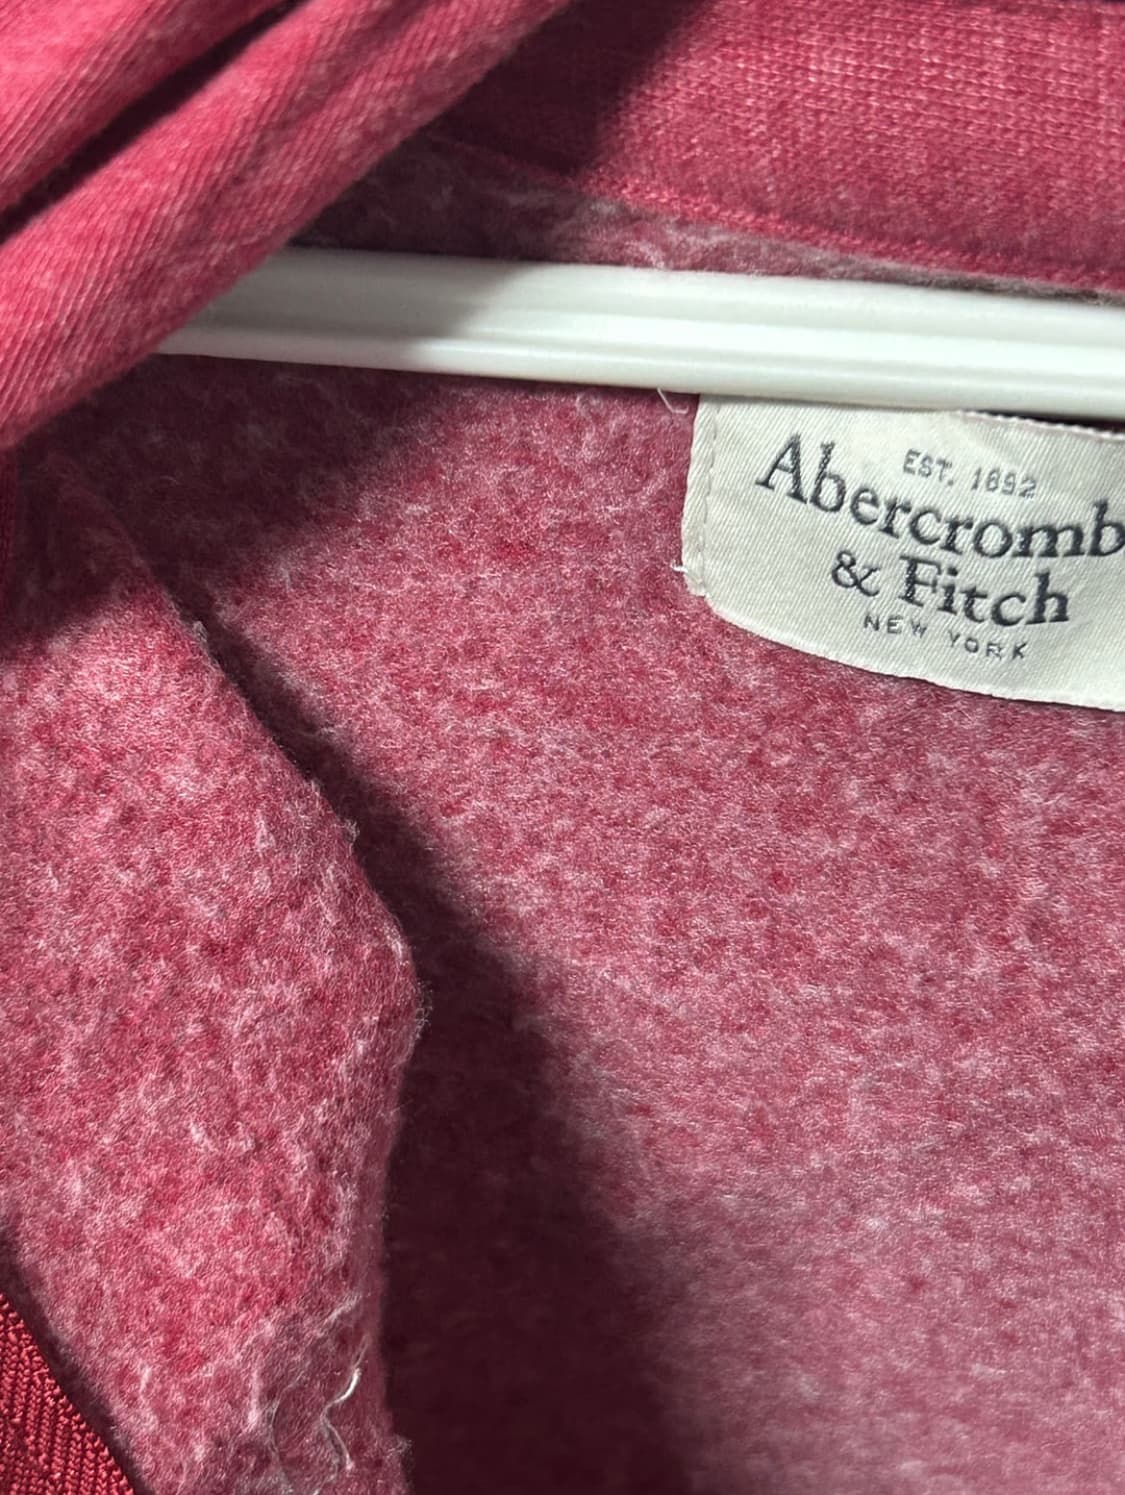 EST. 1892
Abercromb
& Fitch
NEW YORK